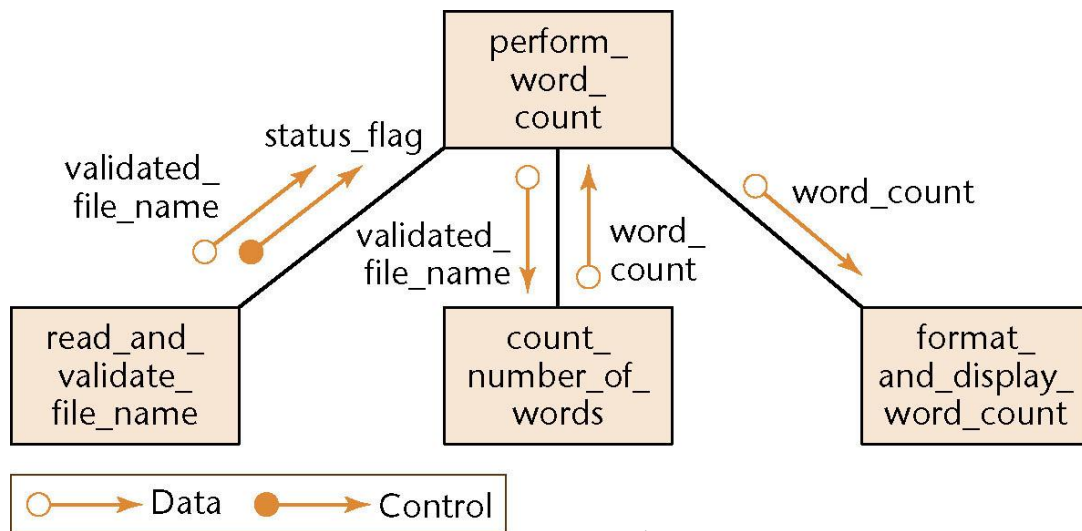 perform_
word_
count
status_flag
validated_
file_name
validated_
file_name
word_
count
word_count
read_and_
validate_
file_name
count_
number_of_
words
format_
and_display_
word_count
Data
Control